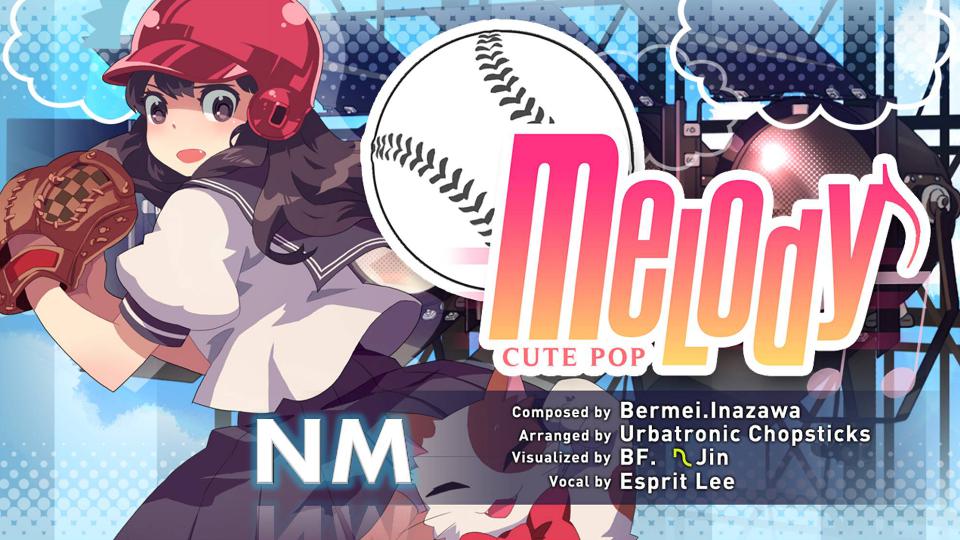 Melody
CUTE POP
NM
Composed by Bermei.Inazawa
Arranged by Urbatronic Chopsticks
Visualized by BF. Jin
Vocal by Esprit Lee